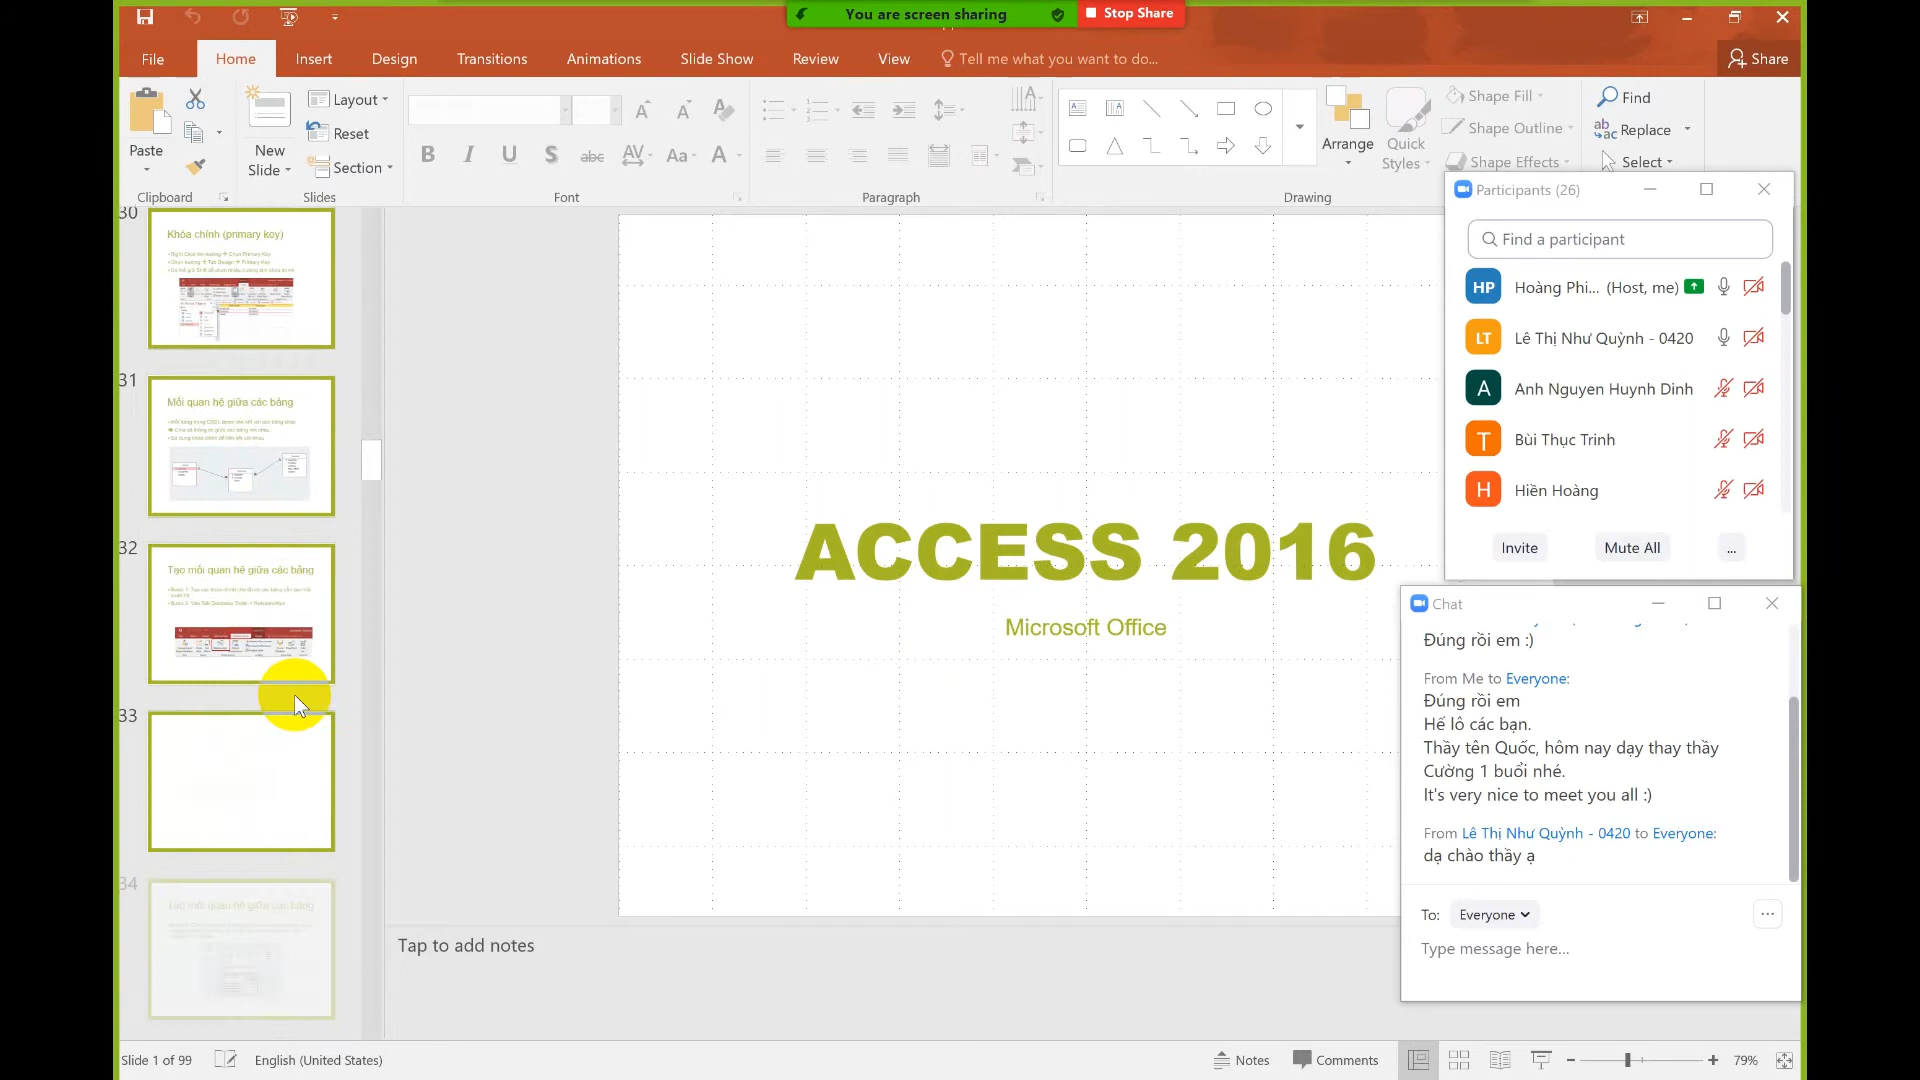 You are screen sharing
Stop Share
File
Home
Insert
Design
Transitions
Animations
Slide Show
Review
View
Tell me what you want to do...
Share
Paste
New
Slide
Layout
Reset
Section
Arrange
Quick
Styles
Shape Fill
Shape Outline
Shape Effects
Find
Replace
Select
Clipboard
Slides
Font
Paragraph
Drawing
30
Khóa chính (primary key)
31
Mối quan hệ giữa các bảng
32
Tạo mối quan hệ giữa các bảng
33
34
Tạo mối quan hệ giữa các bảng
ACCESS 2016
Microsoft Office
Tap to add notes
Participants (26)
Find a participant
HP Hoàng Phi... (Host, me)
LT Lê Thị Như Quỳnh - 0420
A Anh Nguyen Huynh Dinh
T Bùi Thục Trinh
H Hiền Hoàng
Invite
Mute All
...
Chat
Đúng rồi em :)
From Me to Everyone:
Đúng rồi em
Hế lô các bạn.
Thầy tên Quốc, hôm nay dạy thay thầy
Cường 1 buổi nhé.
It's very nice to meet you all :)
From Lê Thị Như Quỳnh - 0420 to Everyone:
dạ chào thầy ạ
To: Everyone
Type message here...
Slide 1 of 99
English (United States)
Notes
Comments
79%